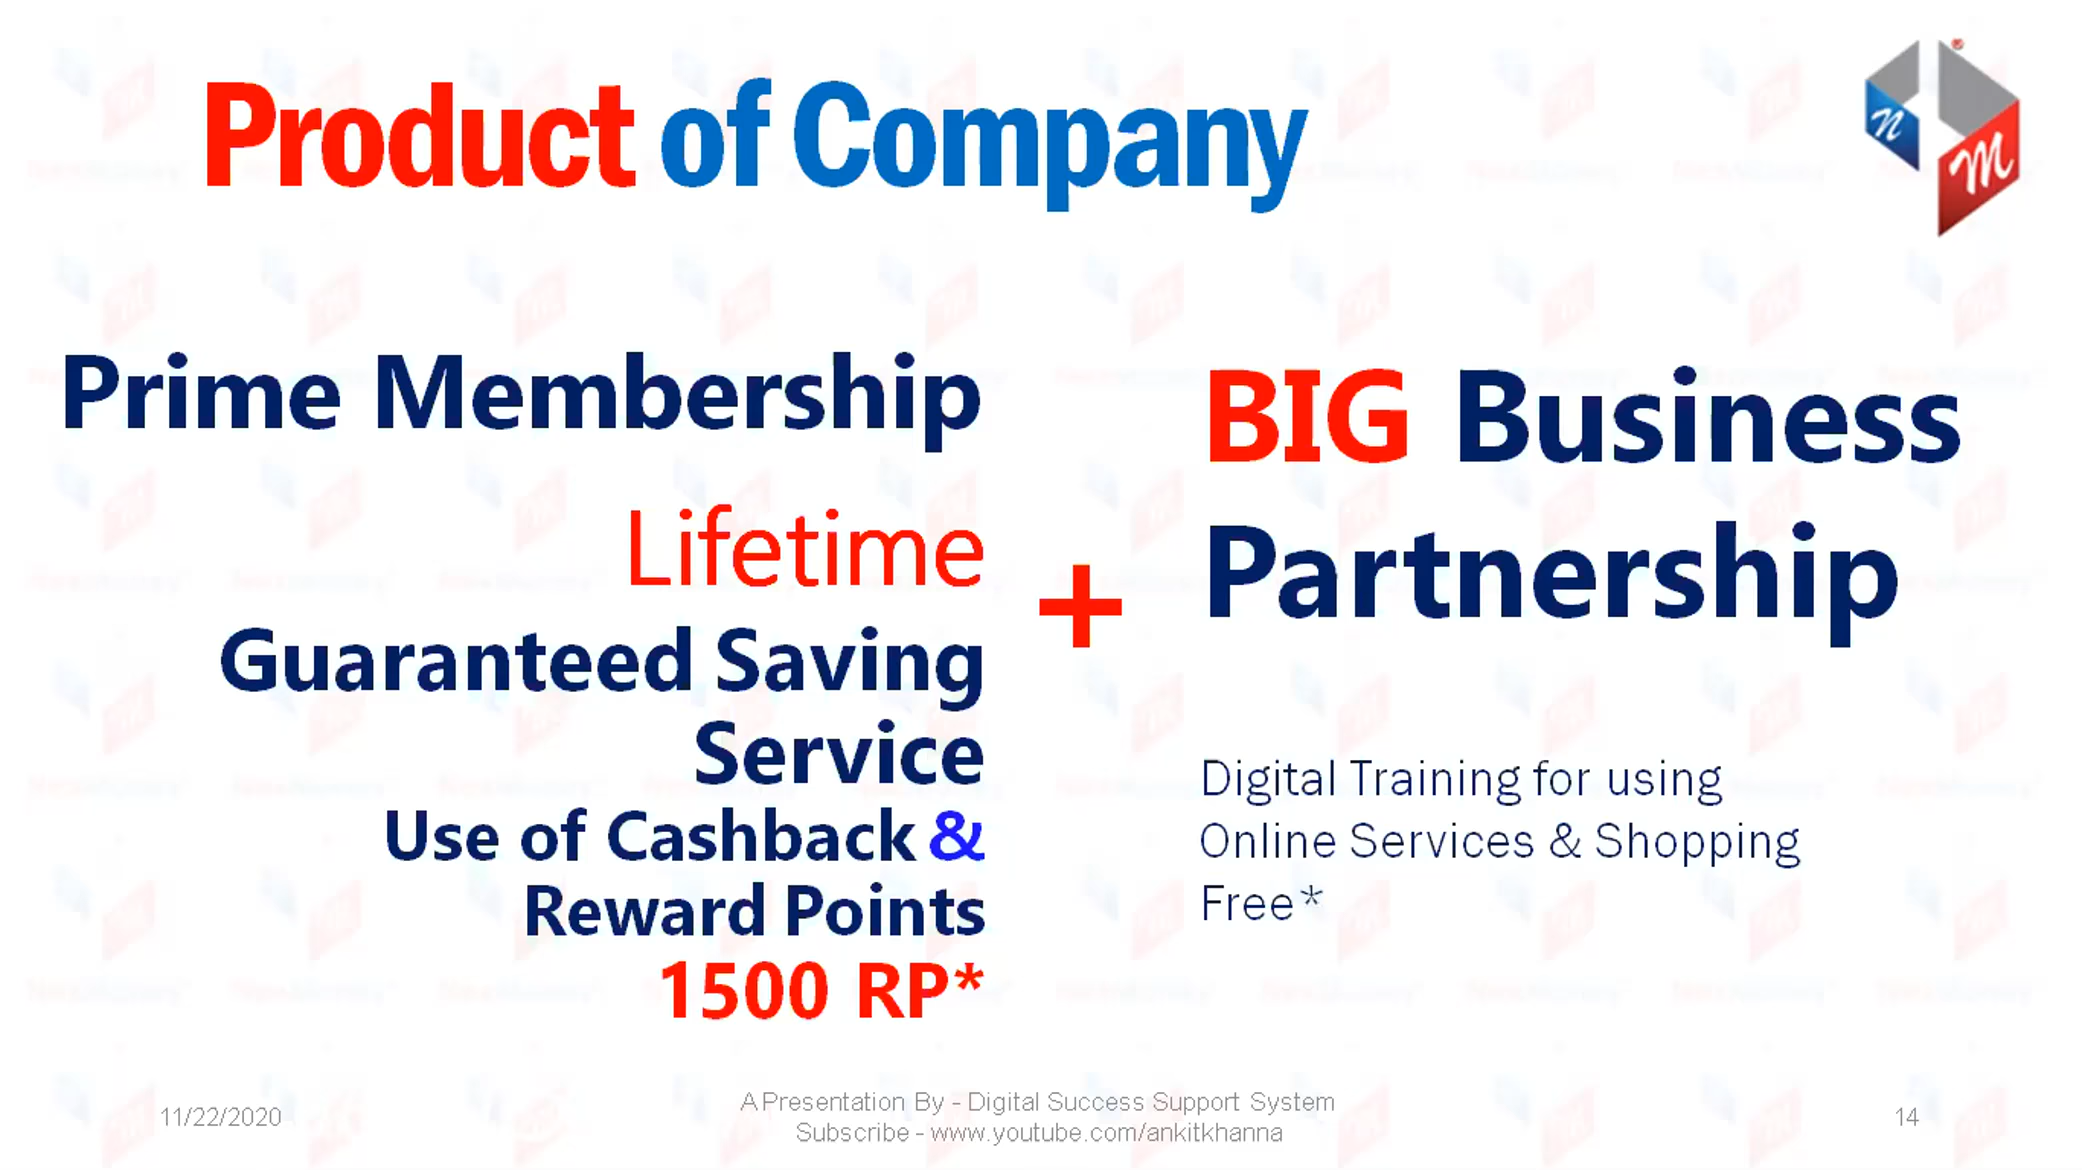 Product of Company
n
M
Prime Membership
Lifetime
Guaranteed Saving
Service
Use of Cashback &
Reward Points
1500 RP*
+
BIG Business
Partnership
Digital Training for using
Online Services & Shopping
Free*
11/22/2020
A Presentation By - Digital Success Support System
Subscribe - www.youtube.com/ankitkhanna
14